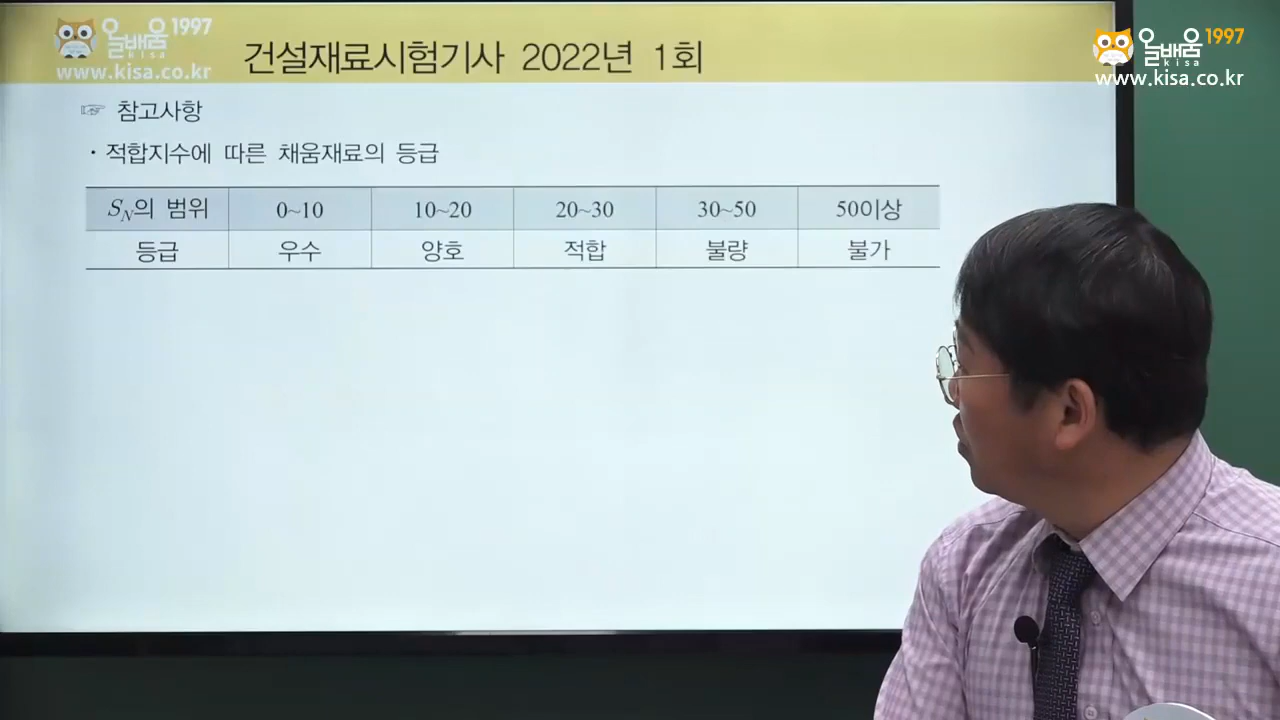 올배움 1997
kisa
www.kisa.co.kr
건설재료시험기사 2022년 1회
올배움 1997
kisa
www.kisa.co.kr
☞ 참고사항
· 적합지수에 따른 채움재료의 등급
S_N의 범위 0~10 10~20 20~30 30~50 50이상
등급 우수 양호 적합 불량 불가